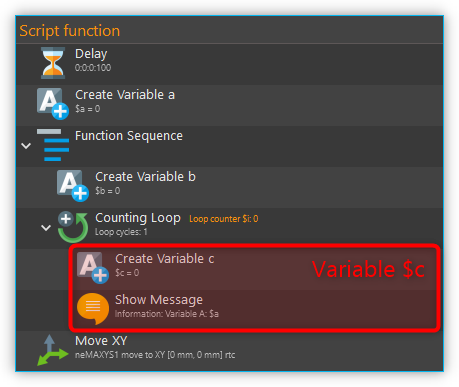 Script function
Delay
0:0:0:100
Create Variable a
$a = 0
Function Sequence
Create Variable b
$b = 0
Counting Loop Loop counter $i: 0
Loop cycles: 1
Create Variable c
$c = 0
Variable $c
Show Message
Information: Variable A: $a
Move XY
neMAXYS1 move to XY [0 mm, 0 mm] rtc